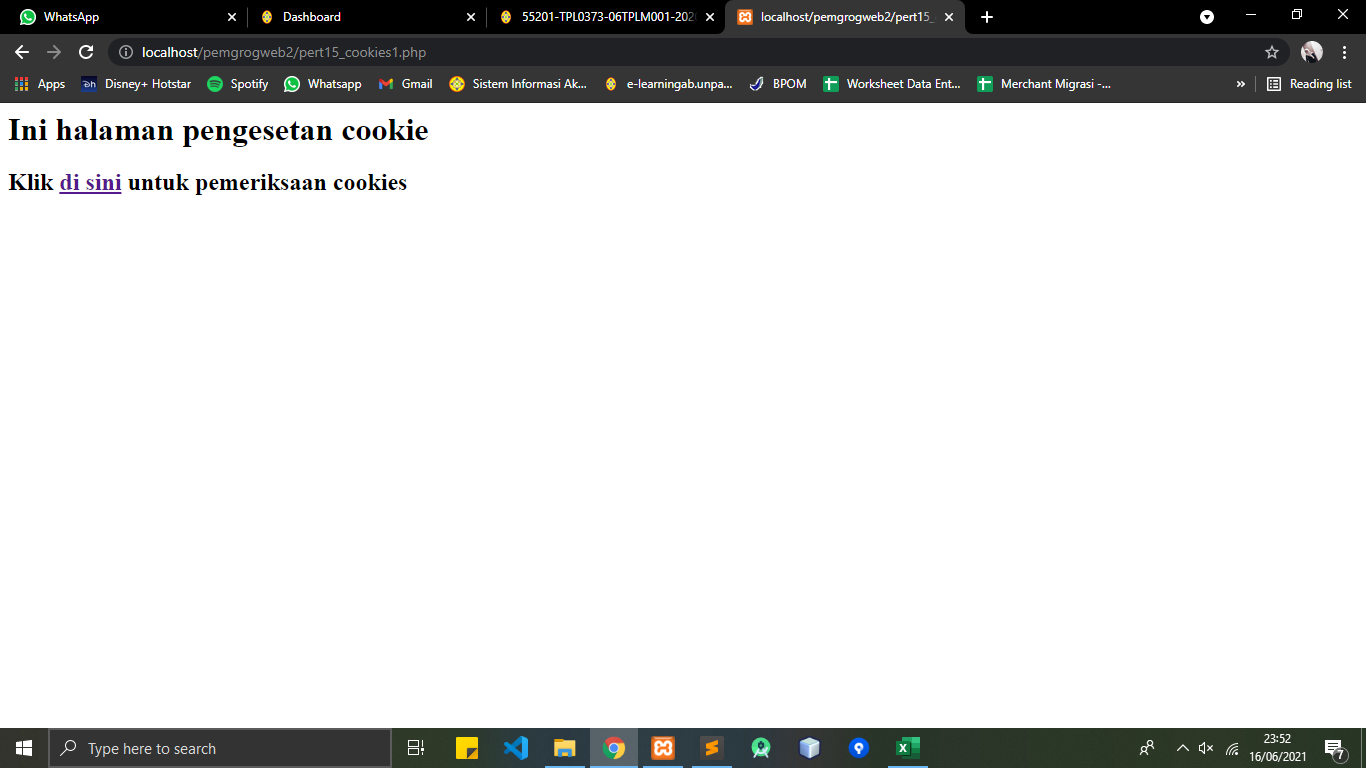 WhatsApp
Dashboard
55201-TPL0373-06TPLM001-202
localhost/pemgrogweb2/pert15_
localhost/pemgrogweb2/pert15_cookies1.php
Apps Disney+ Hotstar Spotify Whatsapp Gmail Sistem Informasi Ak... e-learningab.unpa... BPOM Worksheet Data Ent... Merchant Migrasi -... » Reading list
Ini halaman pengesetan cookie
Klik di sini untuk pemeriksaan cookies
Type here to search
23:52
16/06/2021
7